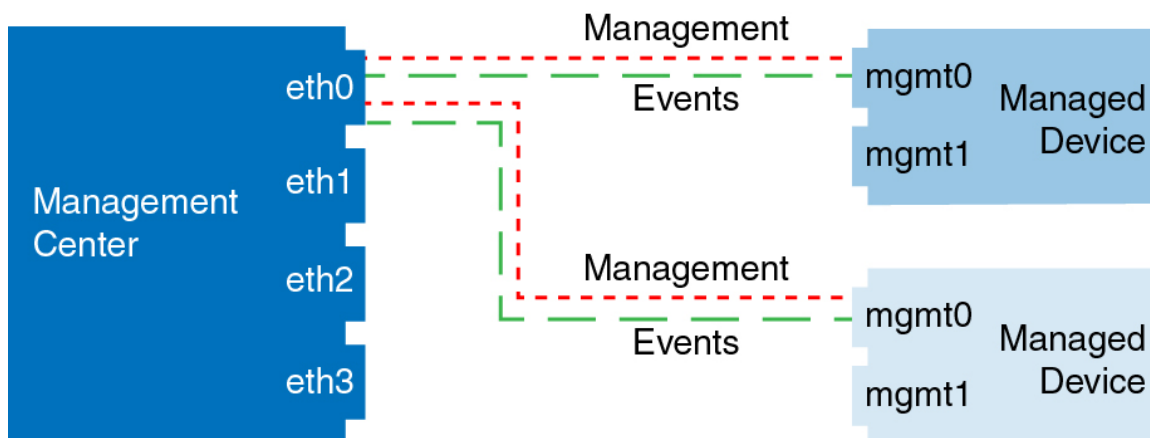 Management
Center
eth0
eth1
eth2
eth3
Management
Events
mgmt0
mgmt1
Managed
Device
Management
Events
mgmt0
mgmt1
Managed
Device